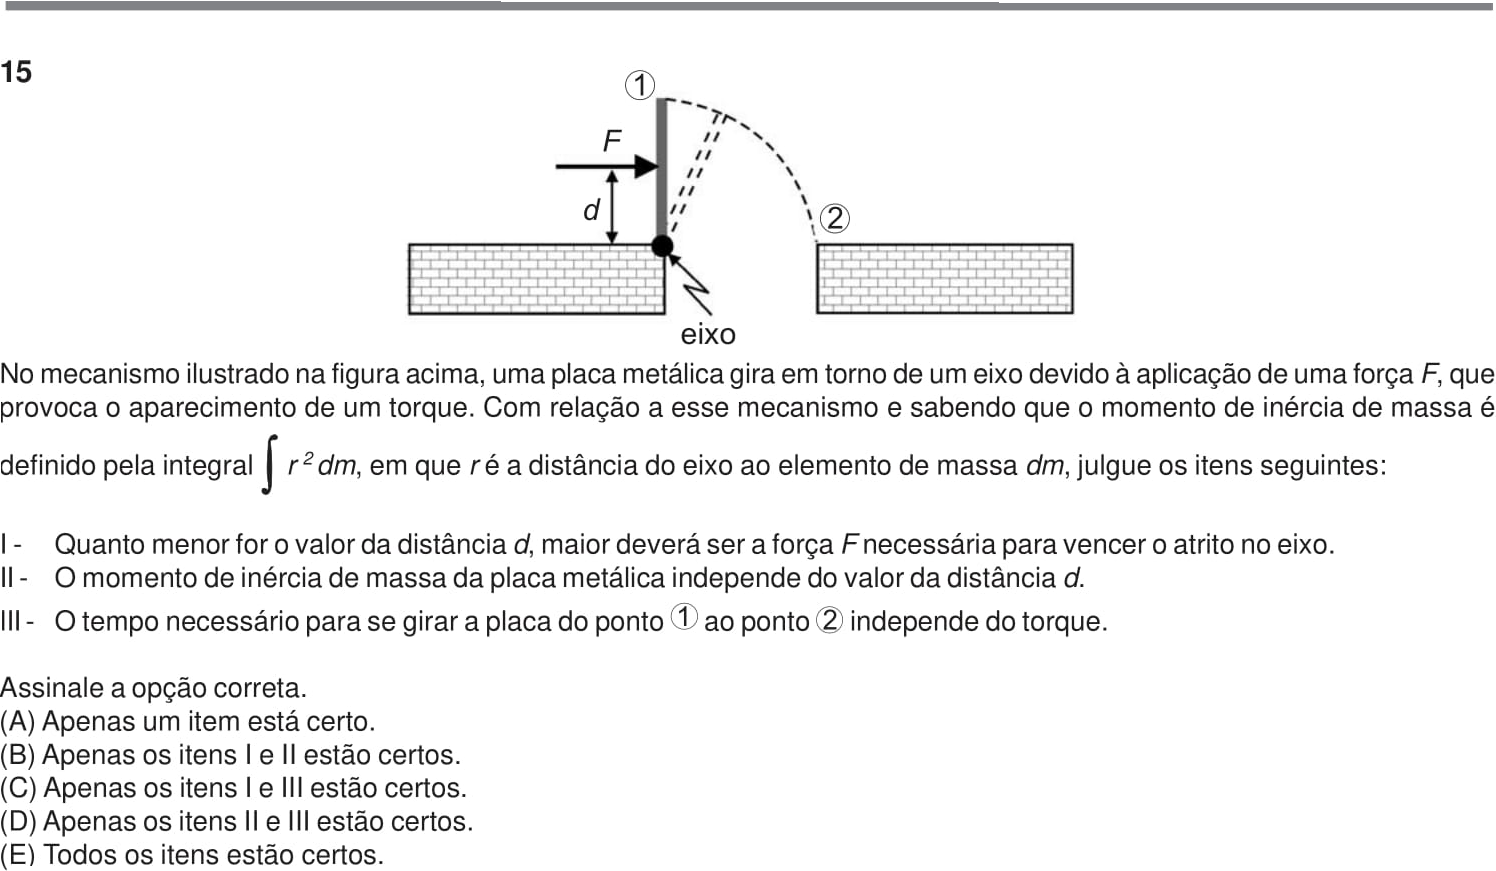 15
①
F
d
②
eixo
No mecanismo ilustrado na figura acima, uma placa metálica gira em torno de um eixo devido à aplicação de uma força F, que
provoca o aparecimento de um torque. Com relação a esse mecanismo e sabendo que o momento de inércia de massa é
definido pela integral ∫ r² dm, em que r é a distância do eixo ao elemento de massa dm, julgue os itens seguintes:
I - Quanto menor for o valor da distância d, maior deverá ser a força F necessária para vencer o atrito no eixo.
II - O momento de inércia de massa da placa metálica independe do valor da distância d.
III - O tempo necessário para se girar a placa do ponto ① ao ponto ② independe do torque.
Assinale a opção correta.
(A) Apenas um item está certo.
(B) Apenas os itens I e II estão certos.
(C) Apenas os itens I e III estão certos.
(D) Apenas os itens II e III estão certos.
(E) Todos os itens estão certos.